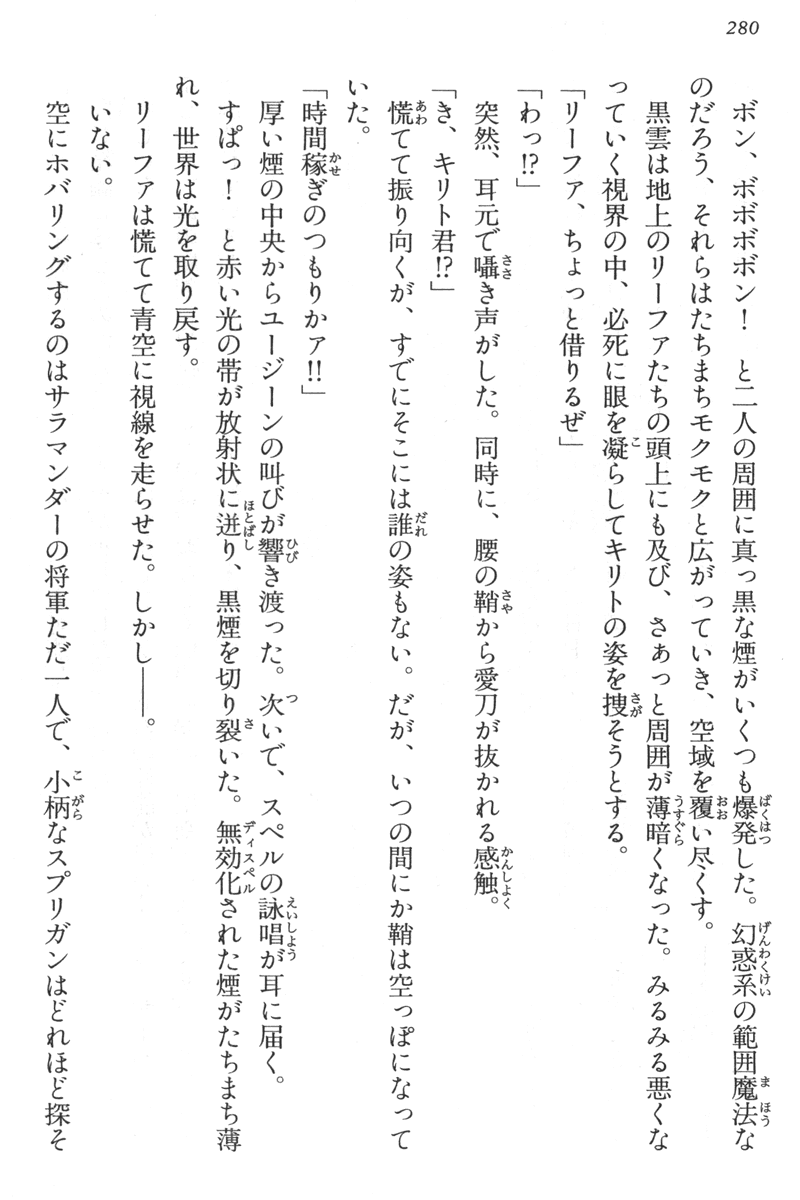 280
ボン、ボボボボン！　と二人の周囲に真っ黒な煙がいくつも爆発した。幻惑系の範囲魔法な
のだろう、それらはたちまちモクモクと広がっていき、空域を覆い尽くす。
黒雲は地上のリーファたちの頭上にも及び、さぁっと周囲が薄暗くなった。みるみる悪くな
っていく視界の中、必死に眼を凝らしてキリトの姿を捜そうとする。
「リーファ、ちょっと借りるぜ」
「わっ!?」
突然、耳元で囁き声がした。同時に、腰の鞘から愛刀が抜かれる感触。
「き、キリト君!?」
慌てて振り向くが、すでにそこには誰の姿もない。だが、いつの間にか鞘は空っぽになって
いた。
「時間稼ぎのつもりかァ!!」
厚い煙の中央からユージーンの叫びが響き渡った。次いで、スペルの詠唱が耳に届く。
すぱっ！　と赤い光の帯が放射状に迸り、黒煙を切り裂いた。無効化された煙がたちまち薄
れ、世界は光を取り戻す。
リーファは慌てて青空に視線を走らせた。しかし――。
いない。
空にホバリングするのはサラマンダーの将軍ただ一人で、小柄なスプリガンはどれほど探そ